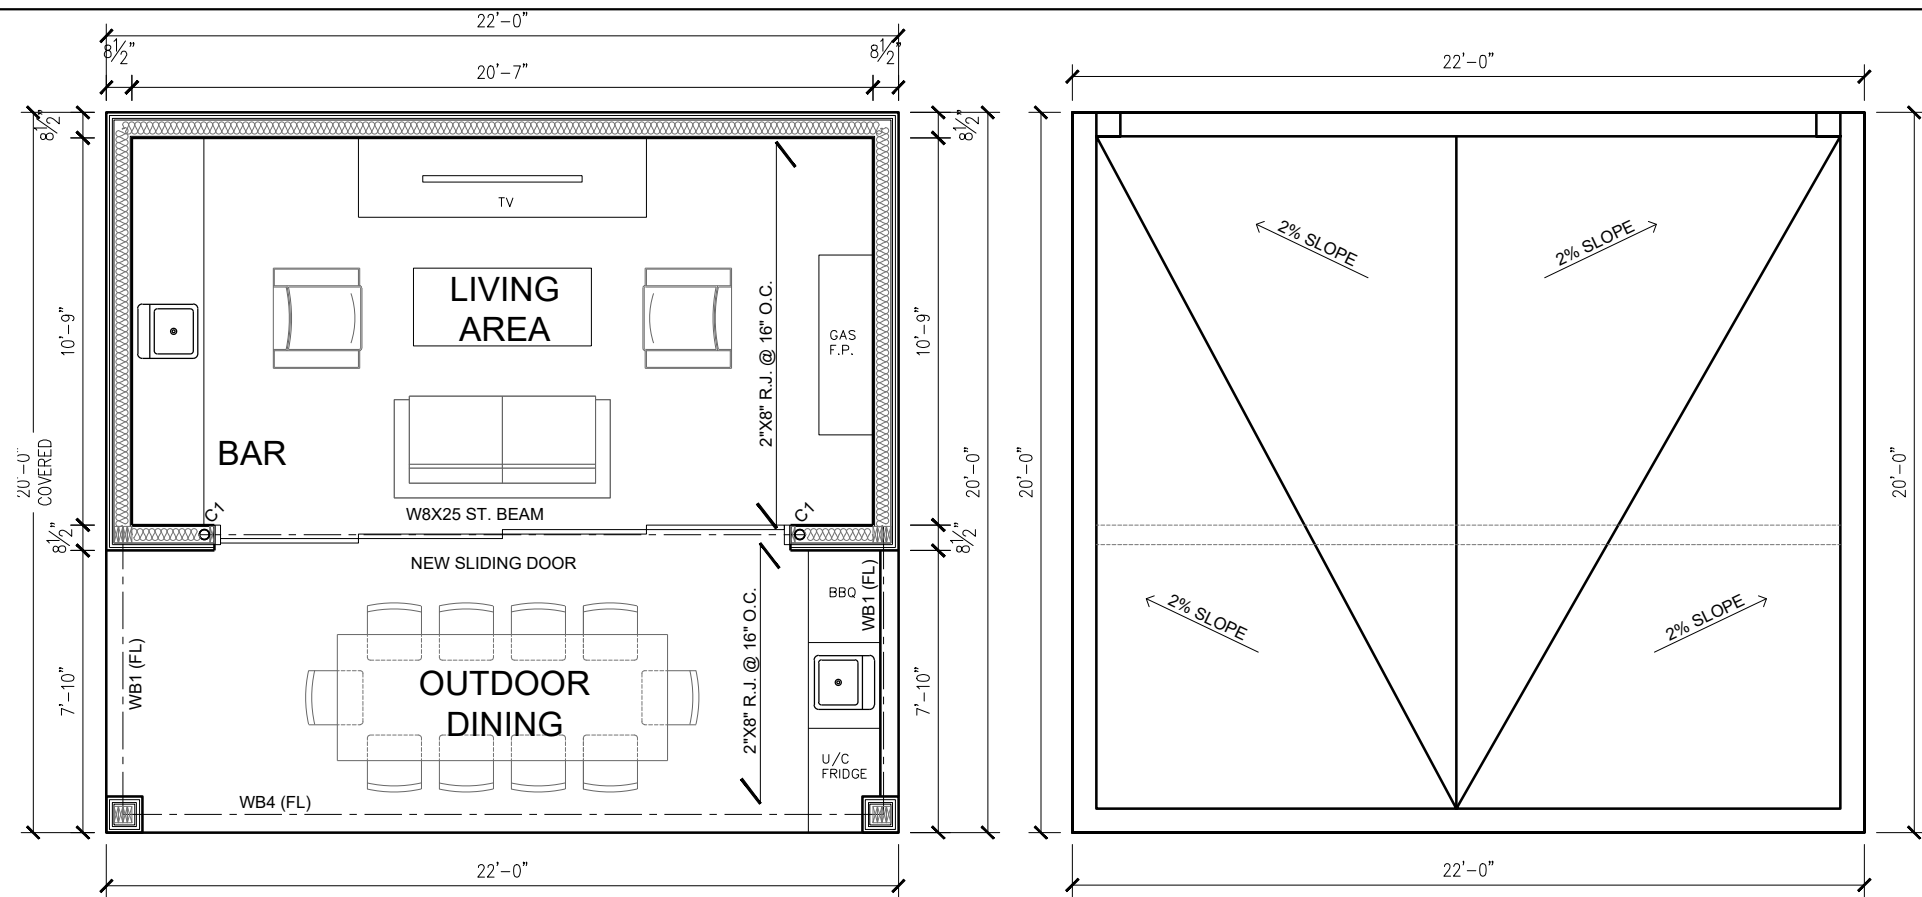 22'-0"
8½"
8½"
20'-7"
22'-0"
8½"
8½"
TV
2% SLOPE
2% SLOPE
LIVING
AREA
10'-9"
10'-9"
GAS
F.P.
2"X8" R.J. @ 16" O.C.
BAR
20'-0"
COVERED
20'-0"
20'-0"
20'-0"
C1
C1
W8X25 ST. BEAM
8½"
8½"
NEW SLIDING DOOR
BBQ
WB1 (FL)
2% SLOPE
2% SLOPE
WB1 (FL)
2"X8" R.J. @ 16" O.C.
7'-10"
7'-10"
OUTDOOR
DINING
U/C
FRIDGE
WB4 (FL)
22'-0"
22'-0"